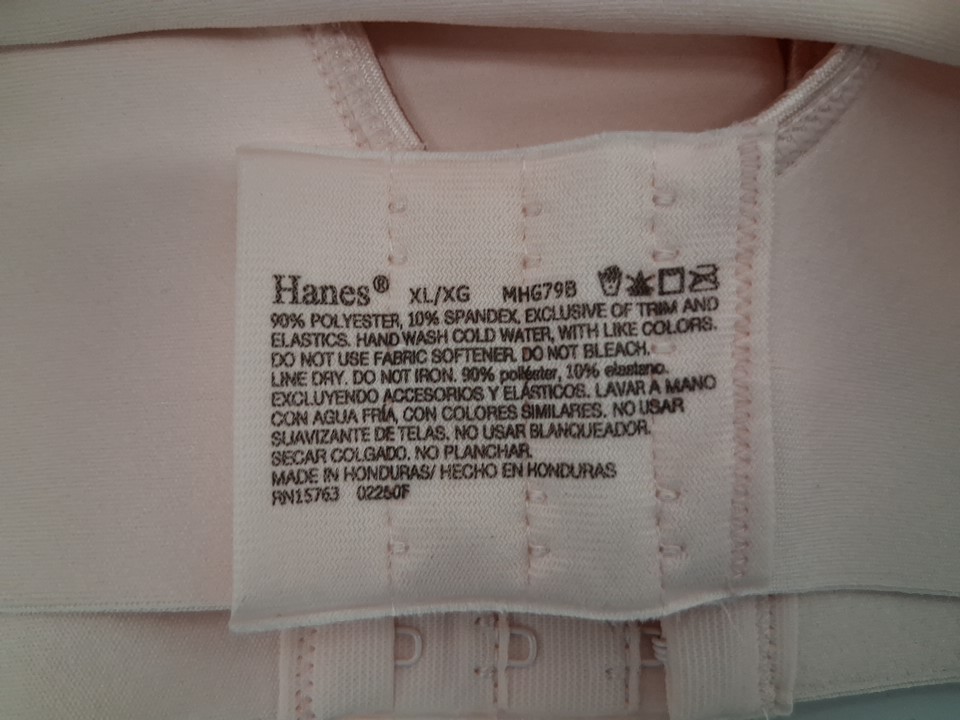 Hanes® XL/XG MHG79B
90% POLYESTER, 10% SPANDEX, EXCLUSIVE OF TRIM AND
ELASTICS. HAND WASH COLD WATER, WITH LIKE COLORS.
DO NOT USE FABRIC SOFTENER. DO NOT BLEACH.
LINE DRY. DO NOT IRON. 90% poliéster, 10% elastano.
EXCLUYENDO ACCESORIOS Y ELÁSTICOS. LAVAR A MANO
CON AGUA FRÍA, CON COLORES SIMILARES. NO USAR
SUAVIZANTE DE TELAS. NO USAR BLANQUEADOR.
SECAR COLGADO. NO PLANCHAR.
MADE IN HONDURAS/ HECHO EN HONDURAS
RN15763 02260F